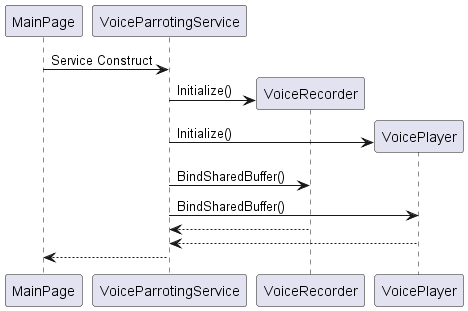 MainPage
VoiceParrotingService
Service Construct
Initialize()
VoiceRecorder
Initialize()
VoicePlayer
BindSharedBuffer()
BindSharedBuffer()
MainPage
VoiceParrotingService
VoiceRecorder
VoicePlayer